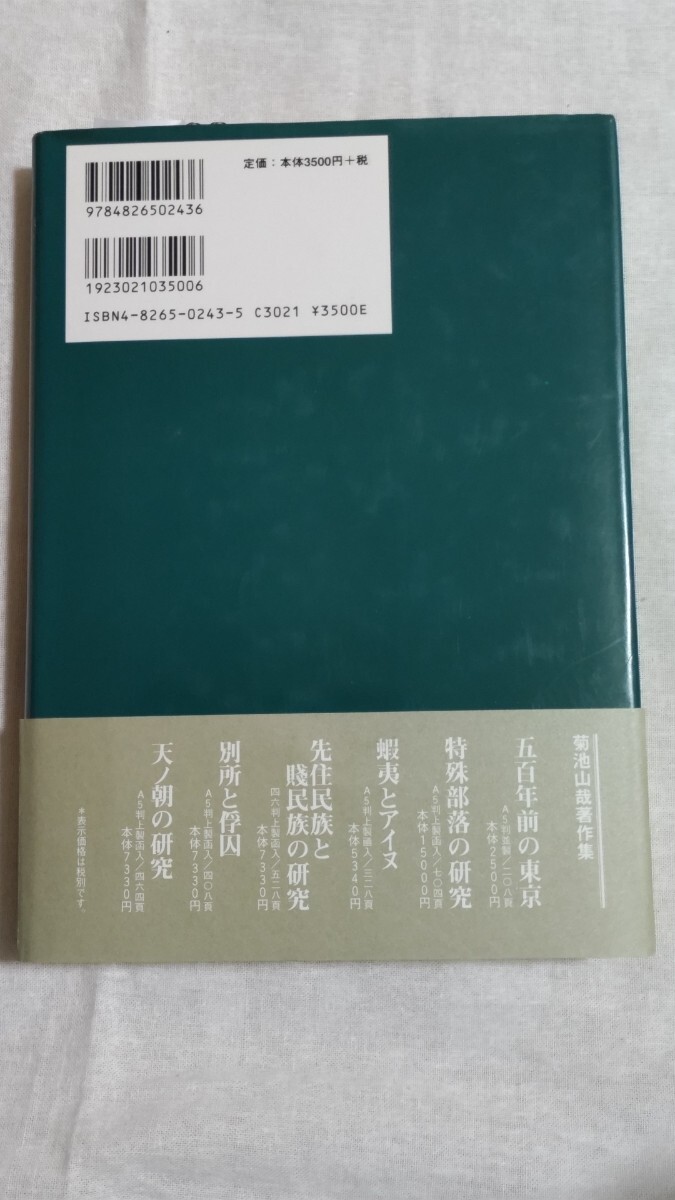 定価：本体3500円＋税
9784826502436
1923021035006
ISBN4-8265-0243-5 C3021 ¥3500E
菊池山哉著作集
五百年前の東京
A5判並製／二〇八頁
本体2500円
特殊部落の研究
A5判上製函入／七〇四頁
本体15000円
蝦夷とアイヌ
A5判上製函入／三二八頁
本体5340円
先住民族と
賤民族の研究
四六判上製函入／五二八頁
本体7330円
別所と俘囚
A5判上製函入／四〇八頁
本体7330円
天ノ朝の研究
A5判上製函入／四六四頁
本体7330円
＊表示価格は税別です。